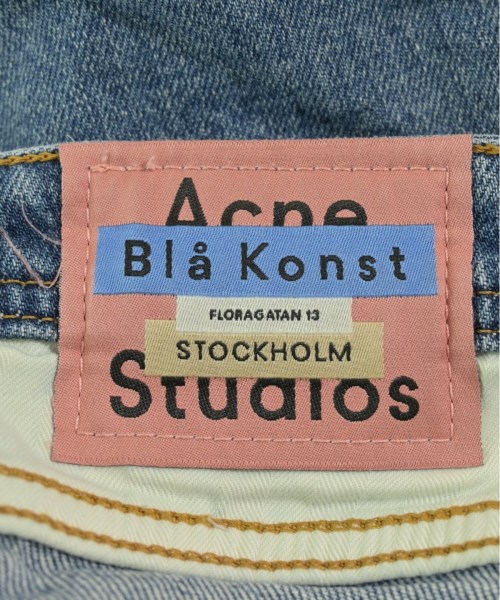 Acne
Blå Konst
FLORAGATAN 13
STOCKHOLM
Studios